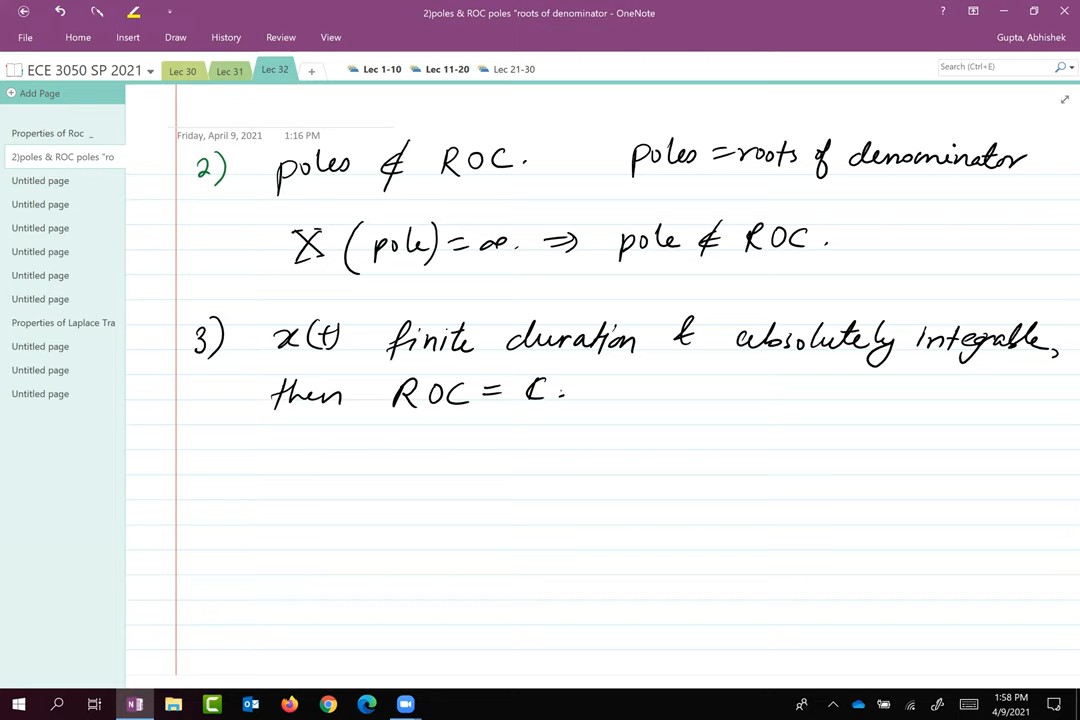 2)poles & ROC poles "roots of denominator - OneNote
File Home Insert Draw History Review View
Gupta, Abhishek
ECE 3050 SP 2021
Lec 30 Lec 31 Lec 32
Lec 1-10 Lec 11-20 Lec 21-30
Search (Ctrl+E)
Add Page
Properties of Roc _
2)poles & ROC poles "ro
Untitled page
Untitled page
Untitled page
Untitled page
Untitled page
Untitled page
Properties of Laplace Tra
Untitled page
Untitled page
Untitled page
Friday, April 9, 2021 1:16 PM
2) poles ∉ ROC. Poles = roots of denominator
X (pole) = ∞. ⇒ pole ∉ ROC.
3) x(t) finite duration & absolutely integrable,
then ROC = ℂ.
1:58 PM
4/9/2021